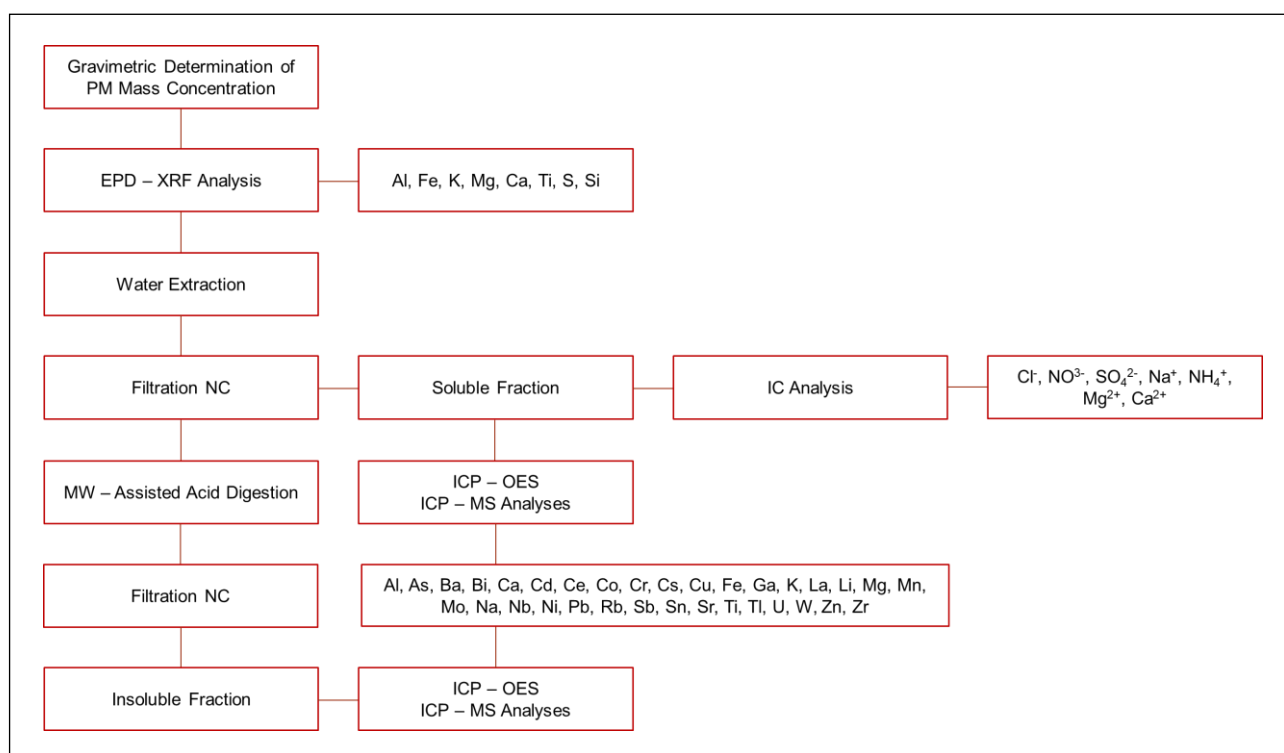 Gravimetric Determination of
PM Mass Concentration
EPD – XRF Analysis
Al, Fe, K, Mg, Ca, Ti, S, Si
Water Extraction
Filtration NC
Soluble Fraction
IC Analysis
Cl⁻, NO³⁻, SO₄²⁻, Na⁺, NH₄⁺,
Mg²⁺, Ca²⁺
MW – Assisted Acid Digestion
ICP – OES
ICP – MS Analyses
Filtration NC
Al, As, Ba, Bi, Ca, Cd, Ce, Co, Cr, Cs, Cu, Fe, Ga, K, La, Li, Mg, Mn,
Mo, Na, Nb, Ni, Pb, Rb, Sb, Sn, Sr, Ti, Tl, U, W, Zn, Zr
Insoluble Fraction
ICP – OES
ICP – MS Analyses